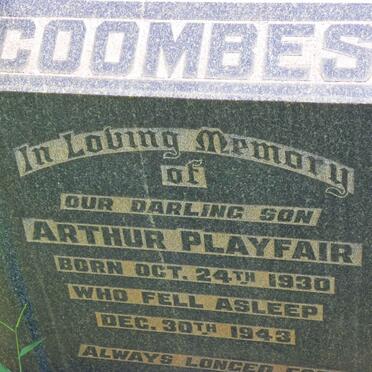 COOMBES
In Loving Memory
of
OUR DARLING SON
ARTHUR PLAYFAIR
BORN OCT. 24TH 1930
WHO FELL ASLEEP
DEC. 30TH 1943
ALWAYS LONGED FOR